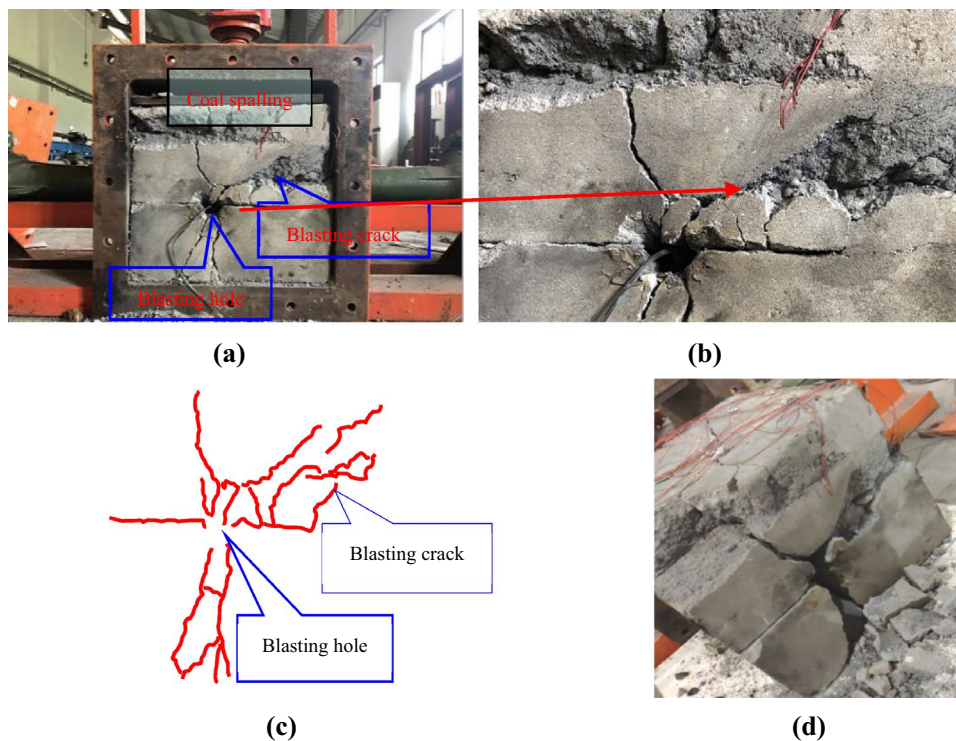 Coal spalling
Blasting crack
Blasting hole
(a)
(b)
Blasting crack
Blasting hole
(c)
(d)